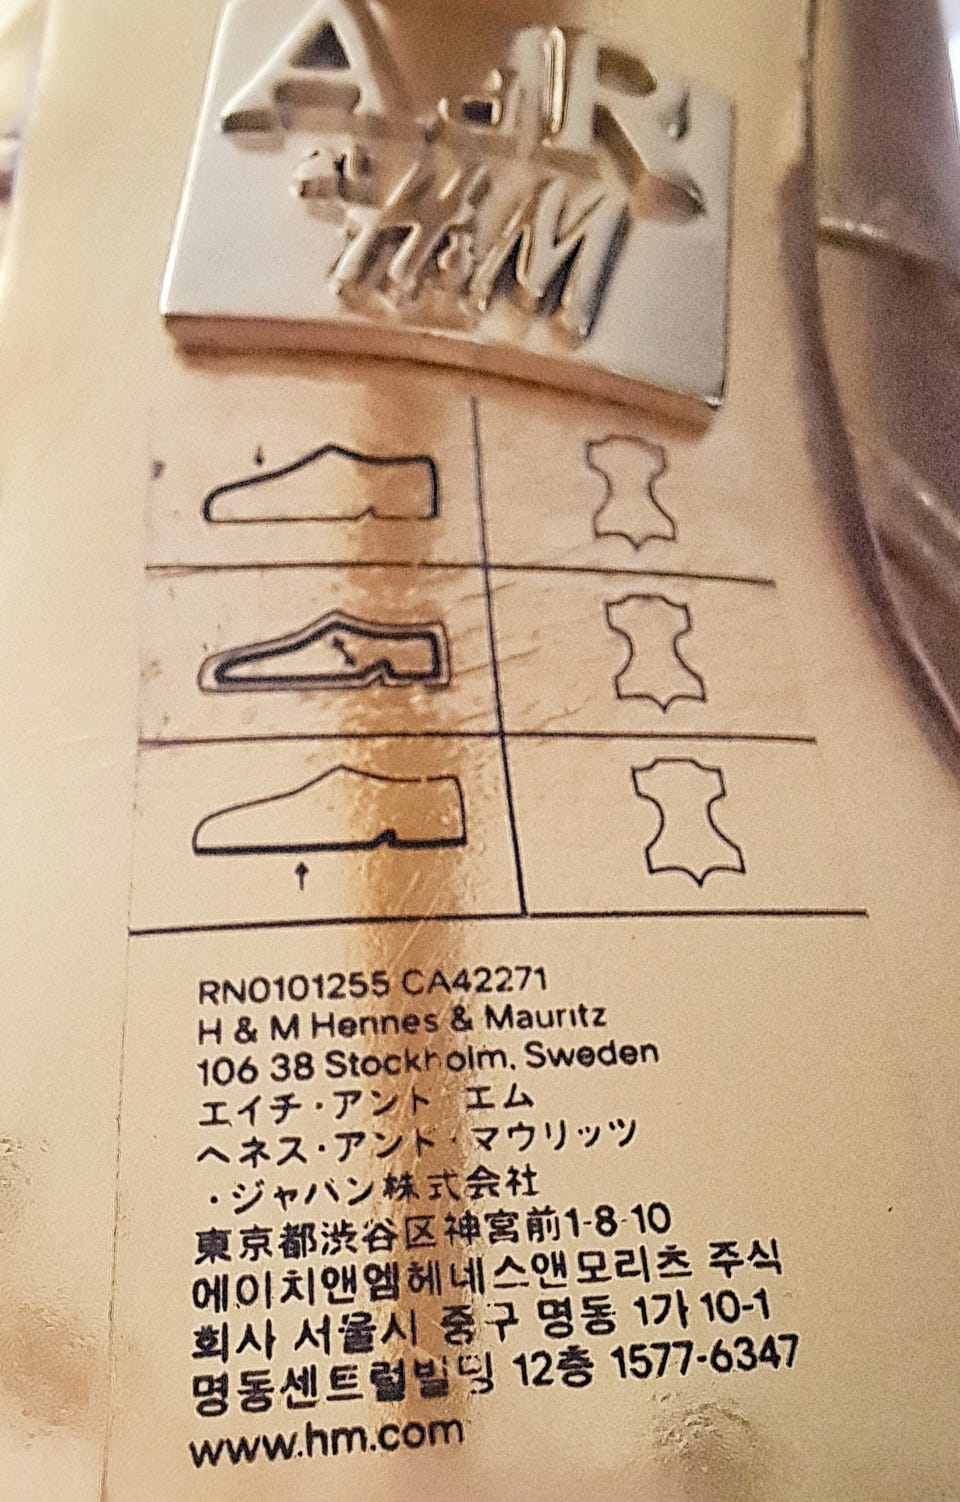 H&M
RN0101255 CA42271
H & M Hennes & Mauritz
106 38 Stockholm, Sweden
エイチ・アンド・エム
ヘネス・アンド・マウリッツ
・ジャパン株式会社
東京都渋谷区神宮前1-8-10
에이치앤엠헤네스앤모리츠 주식
회사 서울시 중구 명동 1가 10-1
명동센트럴빌딩 12층 1577-6347
www.hm.com